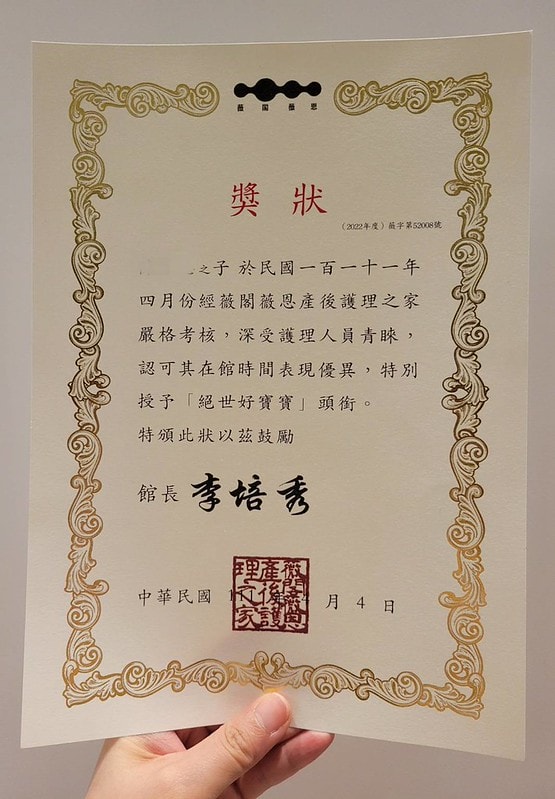 薇閣薇恩
獎狀
（2022年度）薇字第52008號
之子 於民國一百一十一年
四月份經薇閣薇恩產後護理之家
嚴格考核，深受護理人員青睞，
認可其在館時間表現優異，特別
授予「絕世好寶寶」頭銜。
特頒此狀以茲鼓勵
館長 李培秀
中華民國 111 年 4 月 4 日
薇閣薇恩產後護理之家